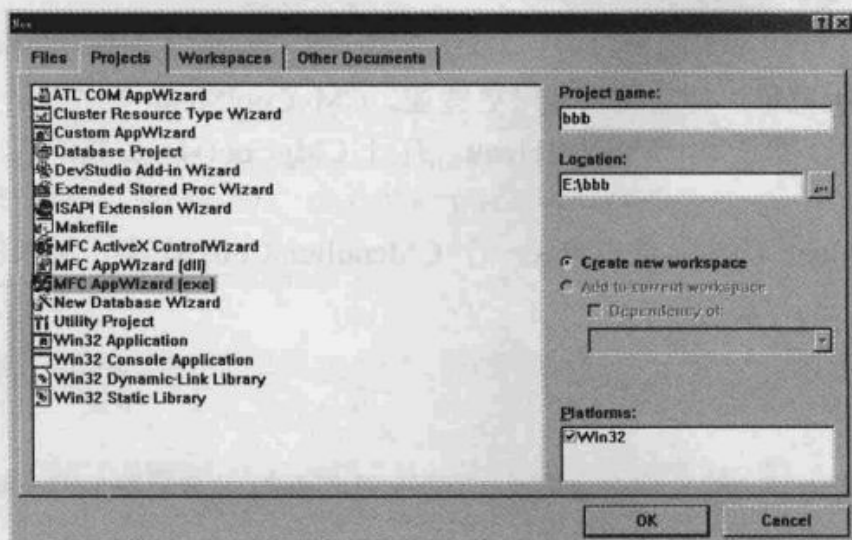 New
Files Projects Workspaces Other Documents
ATL COM AppWizard
Cluster Resource Type Wizard
Custom AppWizard
Database Project
DevStudio Add-in Wizard
Extended Stored Proc Wizard
ISAPI Extension Wizard
Makefile
MFC ActiveX ControlWizard
MFC AppWizard [dll]
MFC AppWizard [exe]
New Database Wizard
Utility Project
Win32 Application
Win32 Console Application
Win32 Dynamic-Link Library
Win32 Static Library
Project name:
bbb
Location:
E:\bbb
...
Create new workspace
Add to current workspace
Dependency of:
Platforms:
Win32
OK Cancel